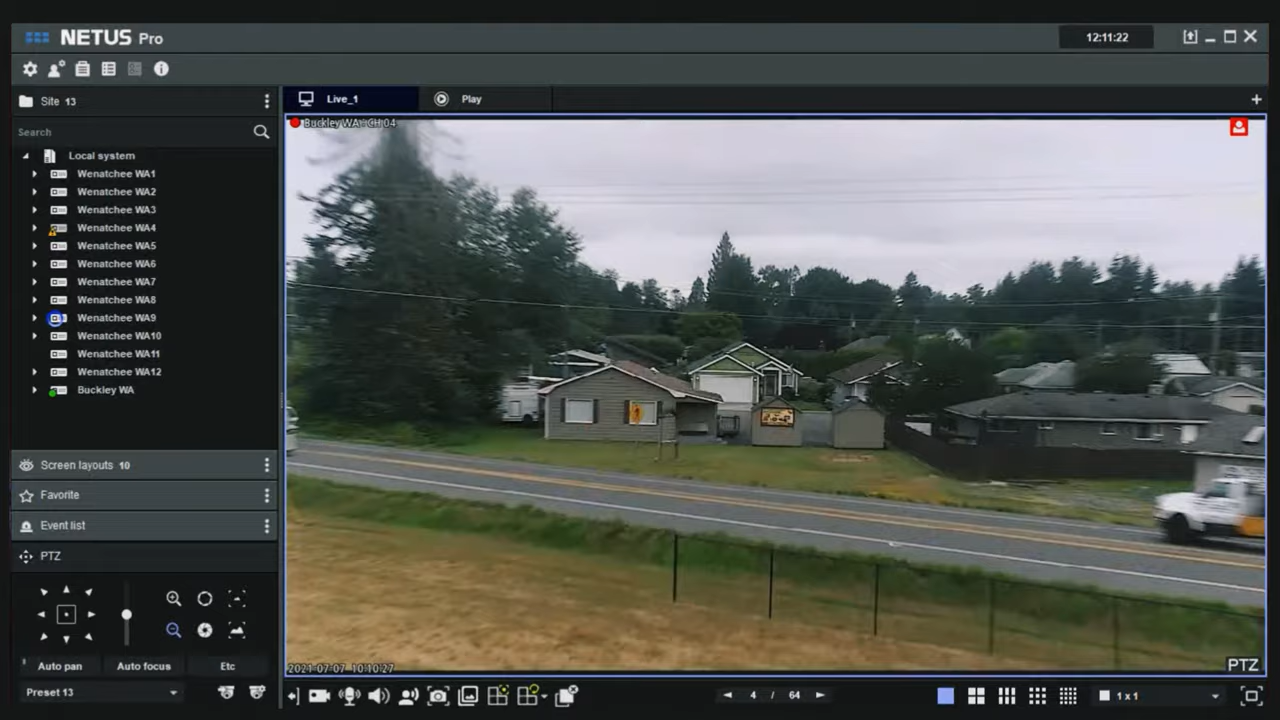 NETUS Pro
12:11:22
Site 13
Live_1
Play
Search
Buckley WA : CH 04
Local system
Wenatchee WA1
Wenatchee WA2
Wenatchee WA3
Wenatchee WA4
Wenatchee WA5
Wenatchee WA6
Wenatchee WA7
Wenatchee WA8
Wenatchee WA9
Wenatchee WA10
Wenatchee WA11
Wenatchee WA12
Buckley WA
Screen layouts 10
Favorite
Event list
PTZ
Auto pan
Auto focus
Etc
2021-07-07 10:10:27
PTZ
Preset 13
4 / 64
1 x 1